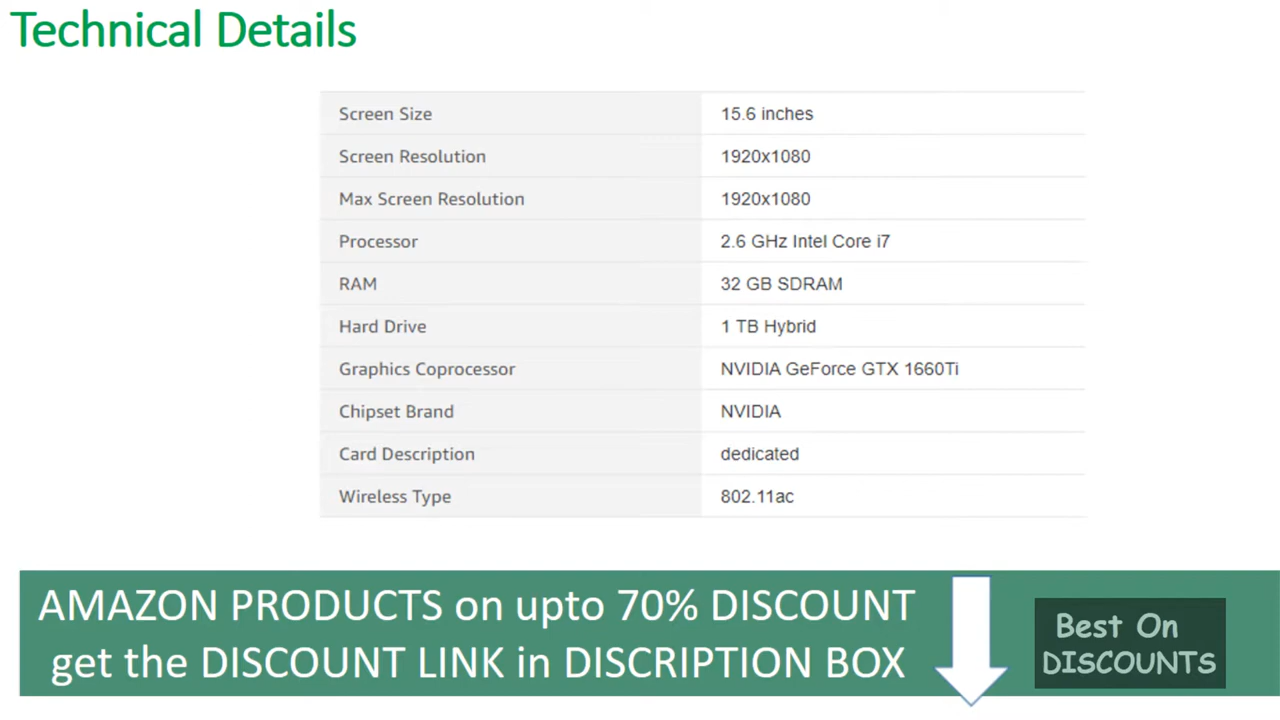 Technical Details
Screen Size 15.6 inches
Screen Resolution 1920x1080
Max Screen Resolution 1920x1080
Processor 2.6 GHz Intel Core i7
RAM 32 GB SDRAM
Hard Drive 1 TB Hybrid
Graphics Coprocessor NVIDIA GeForce GTX 1660Ti
Chipset Brand NVIDIA
Card Description dedicated
Wireless Type 802.11ac
AMAZON PRODUCTS on upto 70% DISCOUNT
get the DISCOUNT LINK in DISCRIPTION BOX
Best On
DISCOUNTS